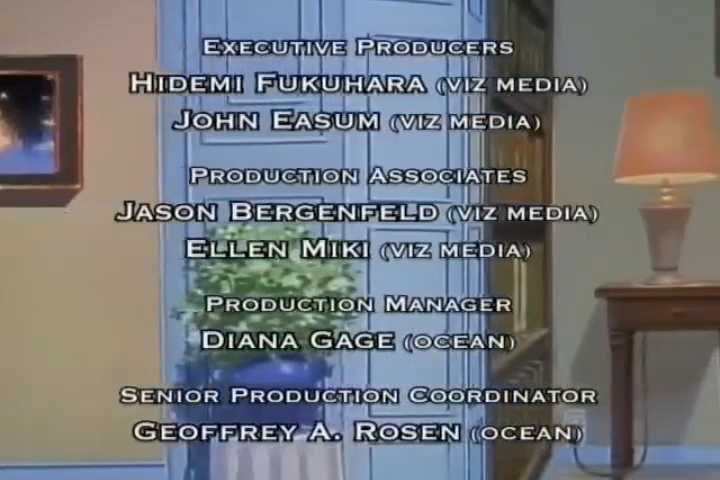 Executive Producers
Hidemi Fukuhara (VIZ MEDIA)
John Easum (VIZ MEDIA)
Production Associates
Jason Bergenfeld (VIZ MEDIA)
Ellen Miki (VIZ MEDIA)
Production Manager
Diana Gage (OCEAN)
Senior Production Coordinator
Geoffrey A. Rosen (OCEAN)